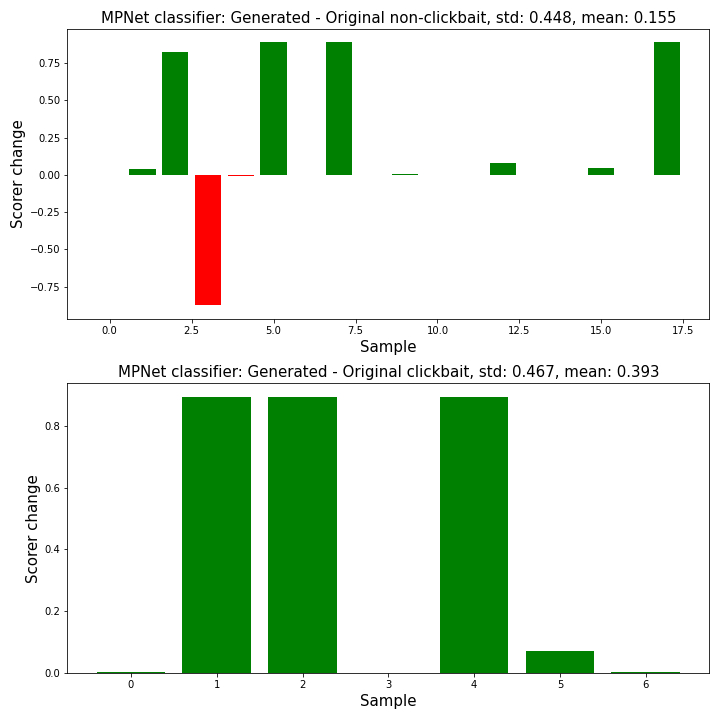 MPNet classifier: Generated - Original non-clickbait, std: 0.448, mean: 0.155
Scorer change
0.75
0.50
0.25
0.00
−0.25
−0.50
−0.75
0.0 2.5 5.0 7.5 10.0 12.5 15.0 17.5
Sample
MPNet classifier: Generated - Original clickbait, std: 0.467, mean: 0.393
Scorer change
0.8
0.6
0.4
0.2
0.0
0 1 2 3 4 5 6
Sample